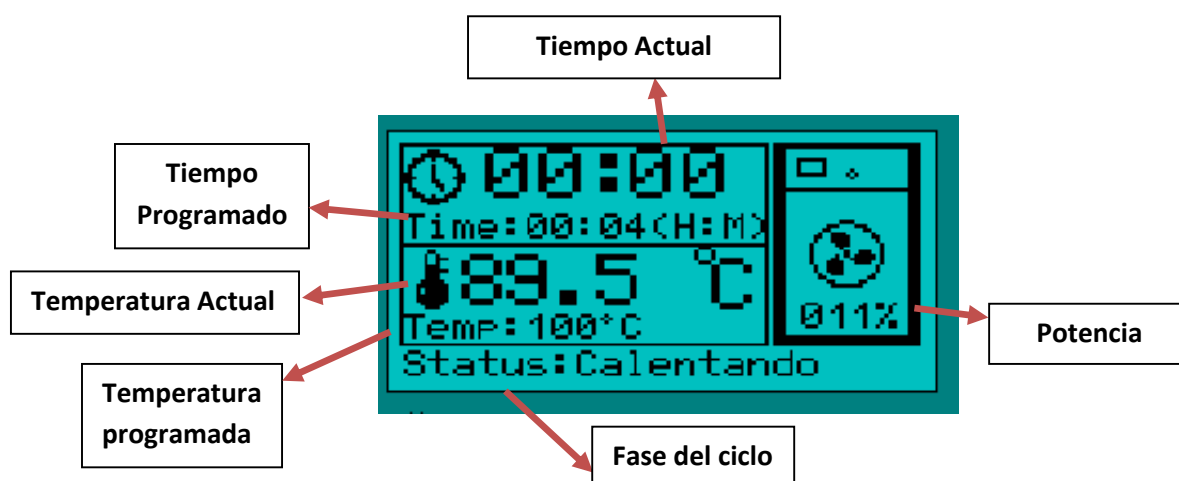 Tiempo Actual
Tiempo
Programado
00:00
Time:00:04(H:M)
Temperatura Actual
89.5 °C
Temp:100°C
011%
Potencia
Status:Calentando
Temperatura
programada
Fase del ciclo